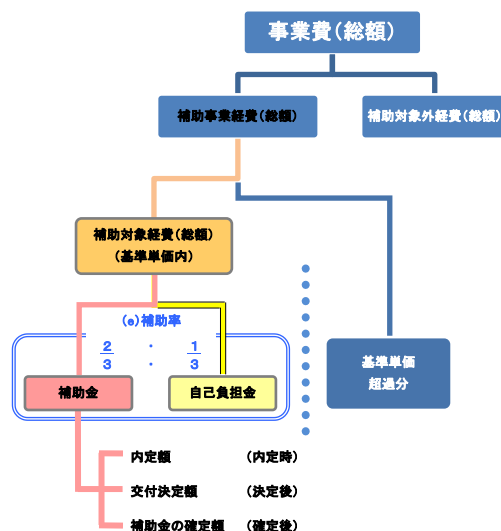 事業費(総額)
補助事業経費(総額)
補助対象外経費(総額)
補助対象経費(総額)
(基準単価内)
(e)補助率
2/3 ・ 1/3
補助金
自己負担金
基準単価
超過分
内定額 (内定時)
交付決定額 (決定後)
補助金の確定額 (確定後)